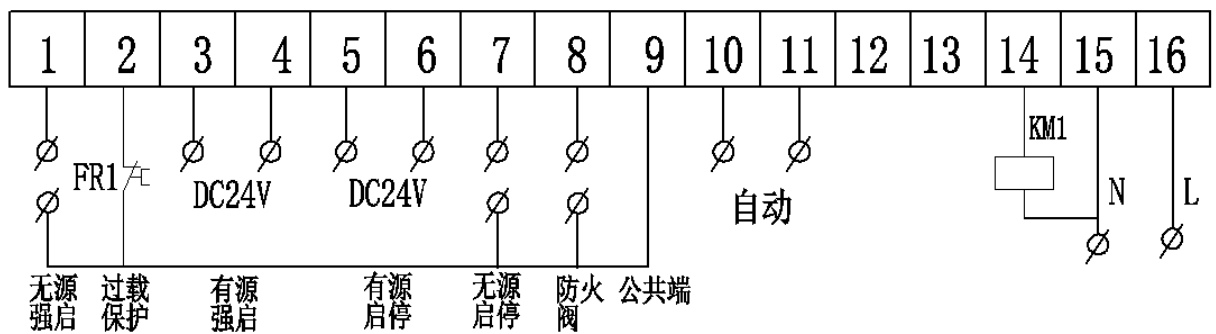 1 2 3 4 5 6 7 8 9 10 11 12 13 14 15 16
KM1
FR1
DC24V DC24V
自动
N L
无源 过载 有源 有源 无源 防火 公共端
强启 保护 强启 启停 启停 阀